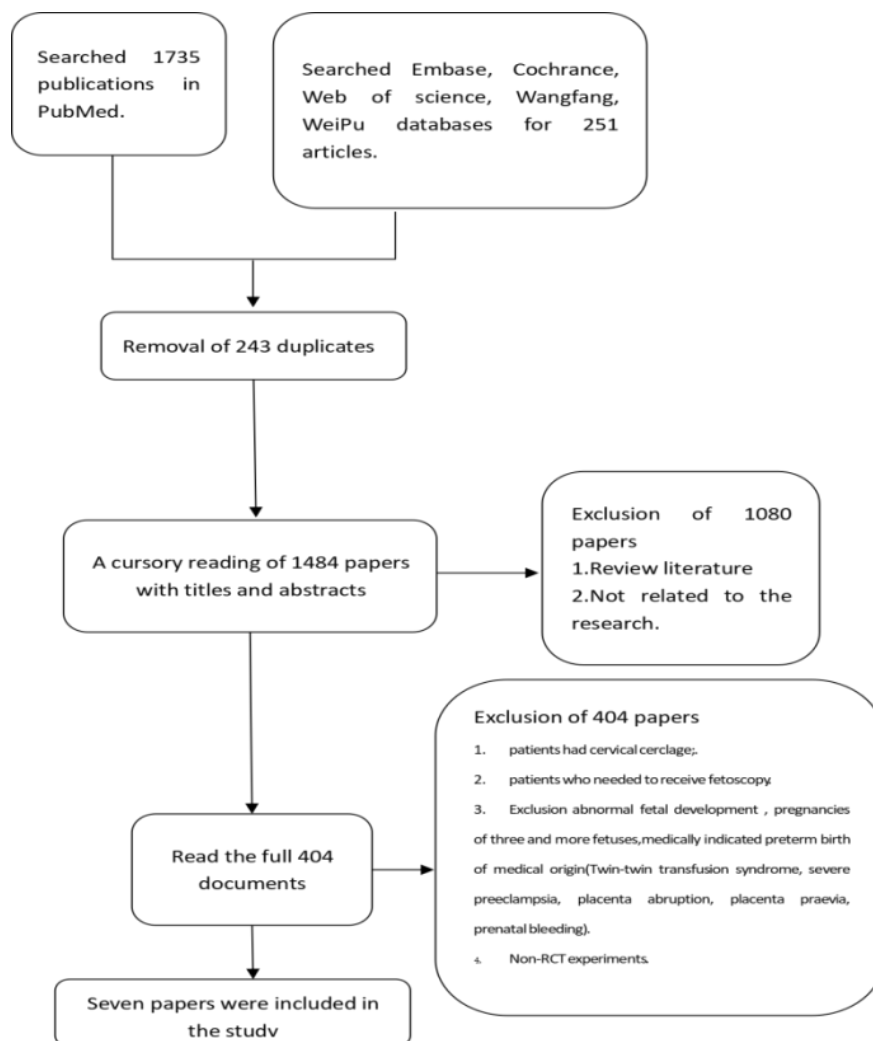 Searched 1735
publications in
PubMed.
Searched Embase, Cochrance,
Web of science, Wangfang,
WeiPu databases for 251
articles.
Removal of 243 duplicates
A cursory reading of 1484 papers
with titles and abstracts
Exclusion of 1080
papers
1.Review literature
2.Not related to the
research.
Read the full 404
documents
Exclusion of 404 papers
1. patients had cervical cerclage;.
2. patients who needed to receive fetoscopy.
3. Exclusion abnormal fetal development , pregnancies
of three and more fetuses,medically indicated preterm birth
of medical origin(Twin-twin transfusion syndrome, severe
preeclampsia, placenta abruption, placenta praevia,
prenatal bleeding).
4. Non-RCT experiments.
Seven papers were included in
the study